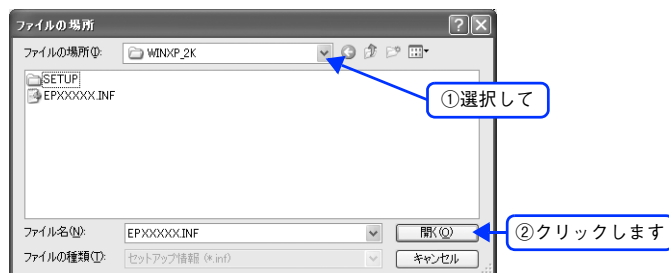 ファイルの場所
ファイルの場所(I):
WINXP_2K
SETUP
EPXXXXX.INF
①選択して
ファイル名(N):
EPXXXXX.INF
開く(O)
②クリックします
ファイルの種類(T):
セットアップ情報 (*.inf)
キャンセル